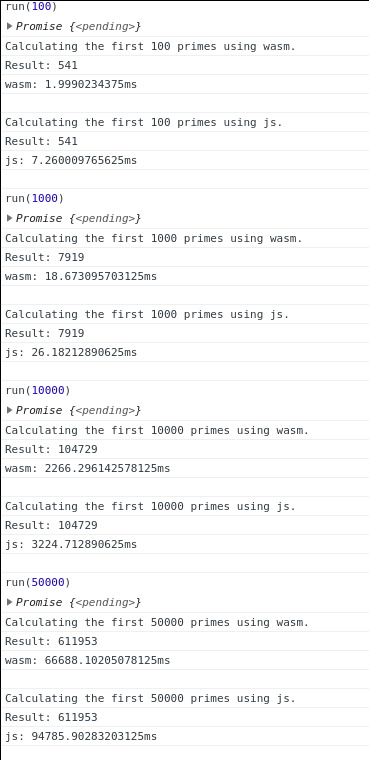 run(100)
Promise {<pending>}
Calculating the first 100 primes using wasm.
Result: 541
wasm: 1.9990234375ms
Calculating the first 100 primes using js.
Result: 541
js: 7.260009765625ms
run(1000)
Promise {<pending>}
Calculating the first 1000 primes using wasm.
Result: 7919
wasm: 18.673095703125ms
Calculating the first 1000 primes using js.
Result: 7919
js: 26.18212890625ms
run(10000)
Promise {<pending>}
Calculating the first 10000 primes using wasm.
Result: 104729
wasm: 2266.296142578125ms
Calculating the first 10000 primes using js.
Result: 104729
js: 3224.712890625ms
run(50000)
Promise {<pending>}
Calculating the first 50000 primes using wasm.
Result: 611953
wasm: 66688.10205078125ms
Calculating the first 50000 primes using js.
Result: 611953
js: 94785.90283203125ms